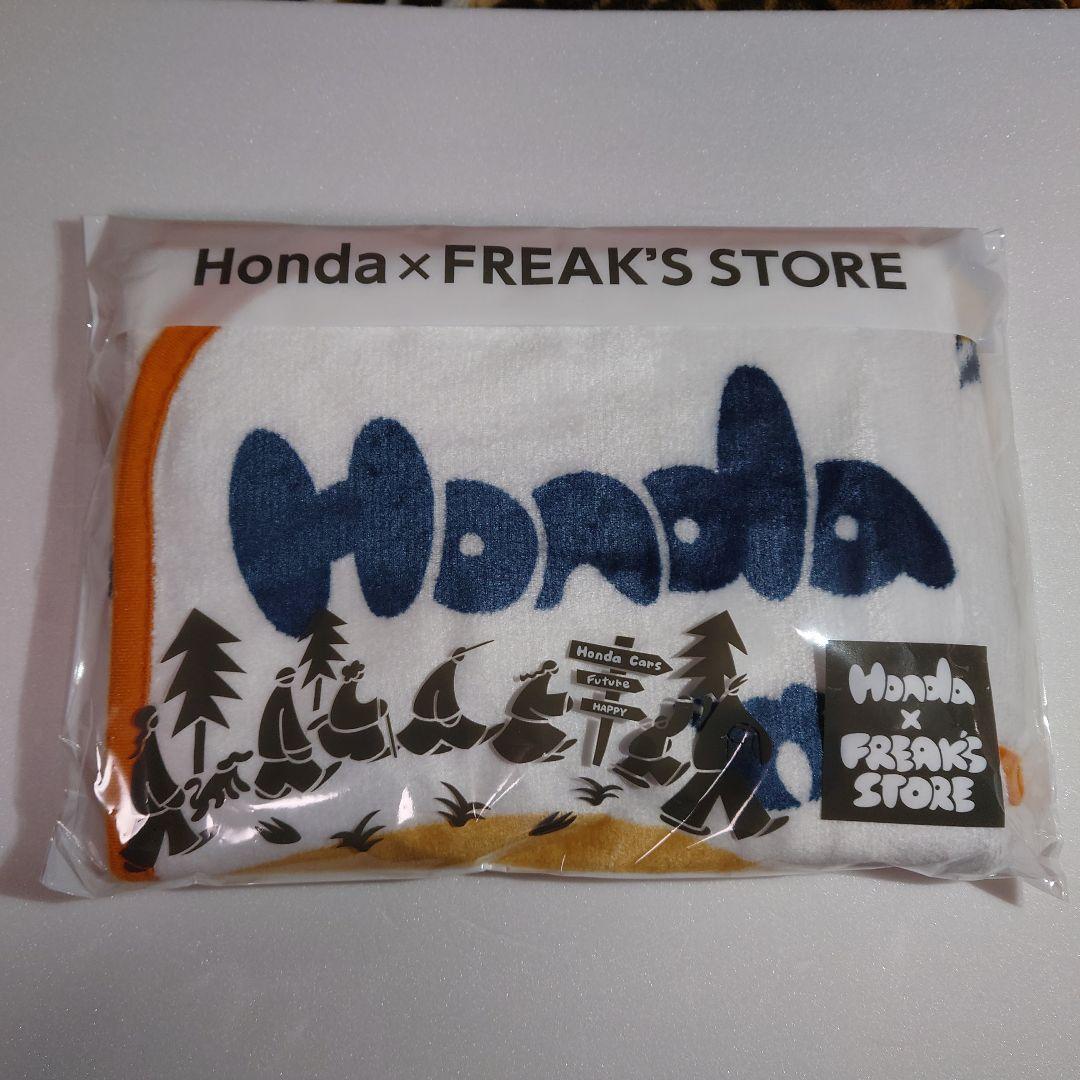 Honda×FREAK'S STORE
Honda
Honda Cars
Future
HAPPY
Honda
×
FREAK'S
STORE